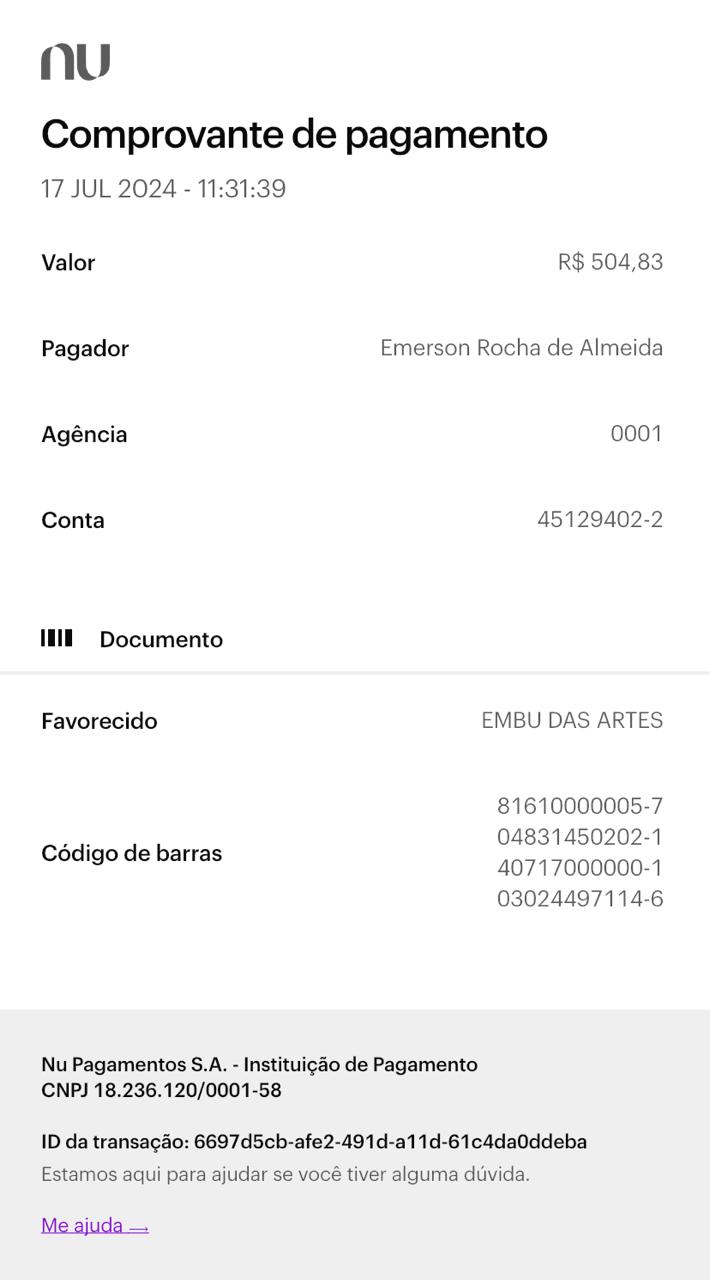 nu
Comprovante de pagamento
17 JUL 2024 - 11:31:39
Valor R$ 504,83
Pagador Emerson Rocha de Almeida
Agência 0001
Conta 45129402-2
Documento
Favorecido EMBU DAS ARTES
Código de barras
81610000005-7
04831450202-1
40717000000-1
03024497114-6
Nu Pagamentos S.A. - Instituição de Pagamento
CNPJ 18.236.120/0001-58
ID da transação: 6697d5cb-afe2-491d-a11d-61c4da0ddeba
Estamos aqui para ajudar se você tiver alguma dúvida.
Me ajuda →